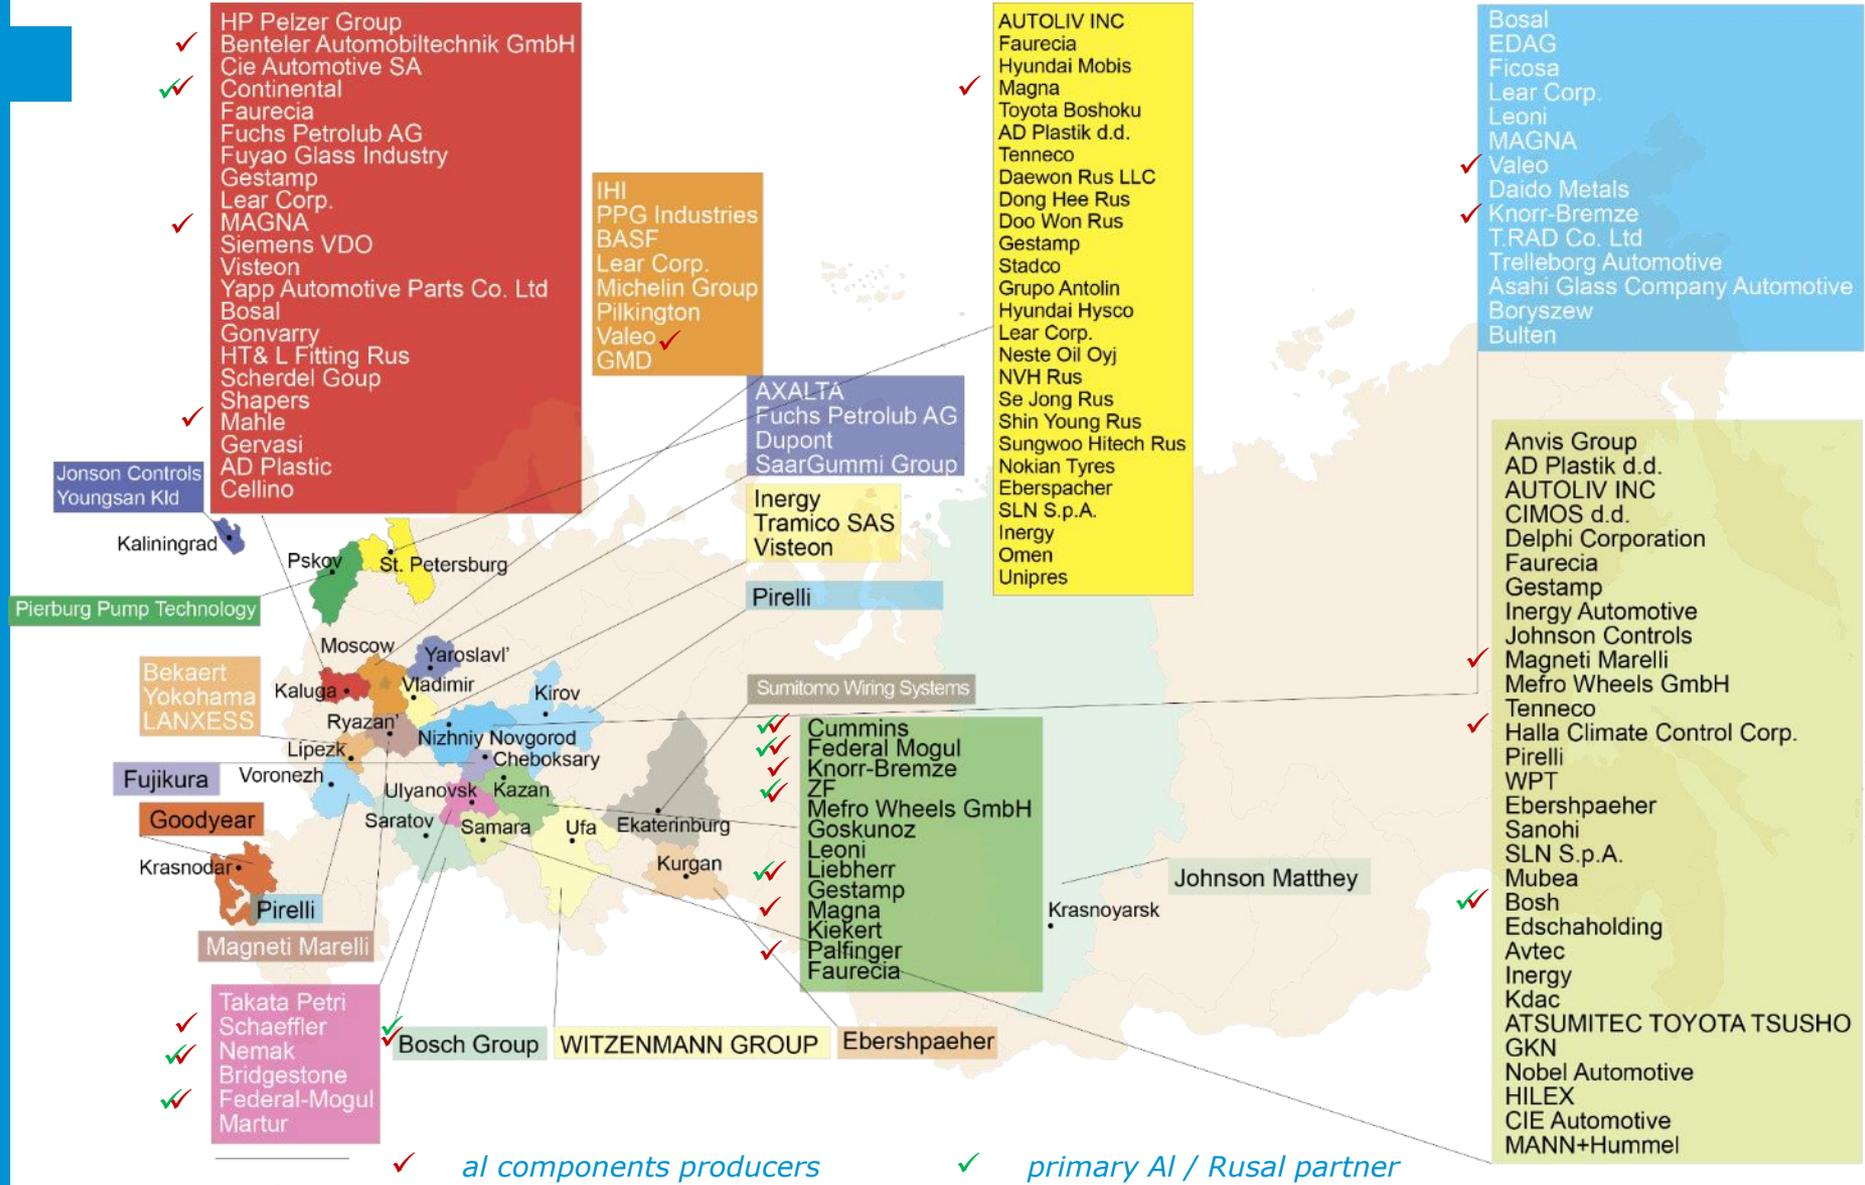 HP Pelzer Group
Benteler Automobiltechnik GmbH
Cie Automotive SA
Continental
Faurecia
Fuchs Petrolub AG
Fuyao Glass Industry
Gestamp
Lear Corp.
MAGNA
Siemens VDO
Visteon
Yapp Automotive Parts Co. Ltd
Bosal
Gonvarry
HT& L Fitting Rus
Scherdel Goup
Shapers
Mahle
Gervasi
AD Plastic
Cellino
IHI
PPG Industries
BASF
Lear Corp.
Michelin Group
Pilkington
Valeo
GMD
AXALTA
Fuchs Petrolub AG
Dupont
SaarGummi Group
Inergy
Tramico SAS
Visteon
Pirelli
AUTOLIV INC
Faurecia
Hyundai Mobis
Magna
Toyota Boshoku
AD Plastik d.d.
Tenneco
Daewon Rus LLC
Dong Hee Rus
Doo Won Rus
Gestamp
Stadco
Grupo Antolin
Hyundai Hysco
Lear Corp.
Neste Oil Oyj
NVH Rus
Se Jong Rus
Shin Young Rus
Sungwoo Hitech Rus
Nokian Tyres
Eberspacher
SLN S.p.A.
Inergy
Omen
Unipres
Bosal
EDAG
Ficosa
Lear Corp.
Leoni
MAGNA
Valeo
Daido Metals
Knorr-Bremze
T.RAD Co. Ltd
Trelleborg Automotive
Asahi Glass Company Automotive
Boryszew
Bulten
Anvis Group
AD Plastik d.d.
AUTOLIV INC
CIMOS d.d.
Delphi Corporation
Faurecia
Gestamp
Inergy Automotive
Johnson Controls
Magneti Marelli
Mefro Wheels GmbH
Tenneco
Halla Climate Control Corp.
Pirelli
WPT
Ebershpaeher
Sanohi
SLN S.p.A.
Mubea
Bosh
Edschaholding
Avtec
Inergy
Kdac
ATSUMITEC TOYOTA TSUSHO
GKN
Nobel Automotive
HILEX
CIE Automotive
MANN+Hummel
Jonson Controls
Youngsan Kld
Kaliningrad
Pskov
St. Petersburg
Pierburg Pump Technology
Moscow
Yaroslavl'
Bekaert
Yokohama
LANXESS
Kaluga
Vladimir
Kirov
Ryazan'
Nizhniy Novgorod
Lipezk
Cheboksary
Fujikura
Voronezh
Ulyanovsk
Kazan
Goodyear
Saratov
Samara
Ufa
Ekaterinburg
Krasnodar
Kurgan
Pirelli
Magneti Marelli
Sumitomo Wiring Systems
Cummins
Federal Mogul
Knorr-Bremze
ZF
Mefro Wheels GmbH
Goskunoz
Leoni
Liebherr
Gestamp
Magna
Kiekert
Palfinger
Faurecia
Johnson Matthey
Krasnoyarsk
Takata Petri
Schaeffler
Nemak
Bridgestone
Federal-Mogul
Martur
Bosch Group
WITZENMANN GROUP
Ebershpaeher
al components producers
primary Al / Rusal partner